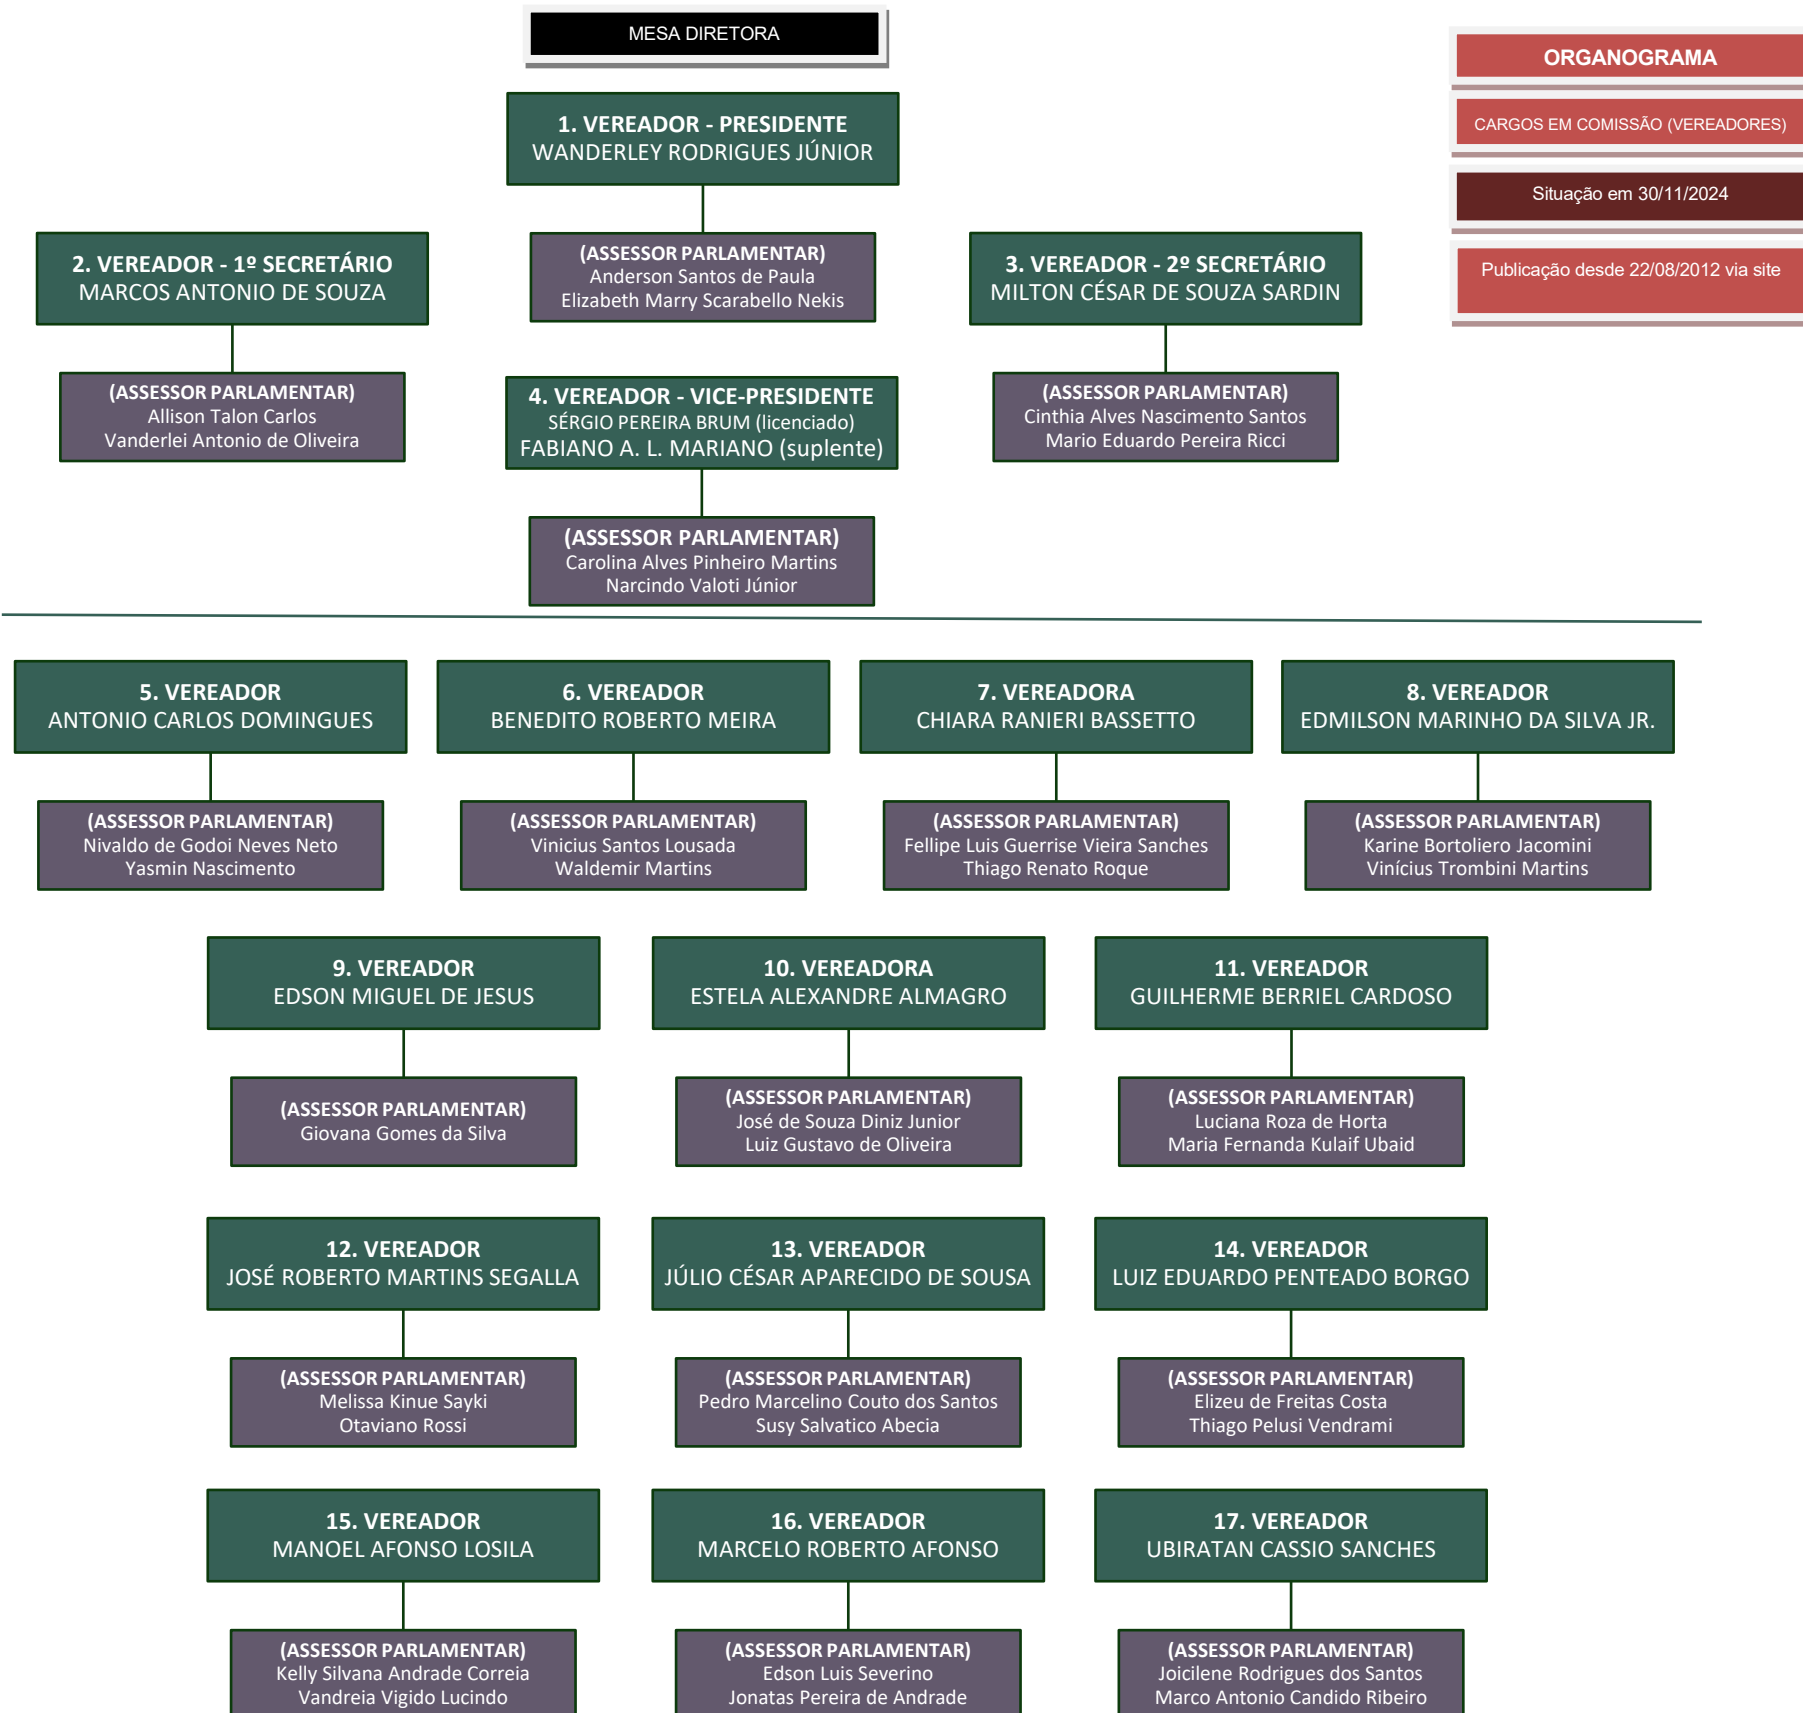 MESA DIRETORA
ORGANOGRAMA
CARGOS EM COMISSÃO (VEREADORES)
Situação em 30/11/2024
Publicação desde 22/08/2012 via site
1. VEREADOR - PRESIDENTE
WANDERLEY RODRIGUES JÚNIOR
(ASSESSOR PARLAMENTAR)
Anderson Santos de Paula
Elizabeth Marry Scarabello Nekis
2. VEREADOR - 1º SECRETÁRIO
MARCOS ANTONIO DE SOUZA
(ASSESSOR PARLAMENTAR)
Allison Talon Carlos
Vanderlei Antonio de Oliveira
3. VEREADOR - 2º SECRETÁRIO
MILTON CÉSAR DE SOUZA SARDIN
(ASSESSOR PARLAMENTAR)
Cinthia Alves Nascimento Santos
Mario Eduardo Pereira Ricci
4. VEREADOR - VICE-PRESIDENTE
SÉRGIO PEREIRA BRUM (licenciado)
FABIANO A. L. MARIANO (suplente)
(ASSESSOR PARLAMENTAR)
Carolina Alves Pinheiro Martins
Narcindo Valoti Júnior
5. VEREADOR
ANTONIO CARLOS DOMINGUES
(ASSESSOR PARLAMENTAR)
Nivaldo de Godoi Neves Neto
Yasmin Nascimento
6. VEREADOR
BENEDITO ROBERTO MEIRA
(ASSESSOR PARLAMENTAR)
Vinicius Santos Lousada
Waldemir Martins
7. VEREADORA
CHIARA RANIERI BASSETTO
(ASSESSOR PARLAMENTAR)
Fellipe Luis Guerrise Vieira Sanches
Thiago Renato Roque
8. VEREADOR
EDMILSON MARINHO DA SILVA JR.
(ASSESSOR PARLAMENTAR)
Karine Bortoliero Jacomini
Vinícius Trombini Martins
9. VEREADOR
EDSON MIGUEL DE JESUS
(ASSESSOR PARLAMENTAR)
Giovana Gomes da Silva
10. VEREADORA
ESTELA ALEXANDRE ALMAGRO
(ASSESSOR PARLAMENTAR)
José de Souza Diniz Junior
Luiz Gustavo de Oliveira
11. VEREADOR
GUILHERME BERRIEL CARDOSO
(ASSESSOR PARLAMENTAR)
Luciana Roza de Horta
Maria Fernanda Kulaif Ubaid
12. VEREADOR
JOSÉ ROBERTO MARTINS SEGALLA
(ASSESSOR PARLAMENTAR)
Melissa Kinue Sayki
Otaviano Rossi
13. VEREADOR
JÚLIO CÉSAR APARECIDO DE SOUSA
(ASSESSOR PARLAMENTAR)
Pedro Marcelino Couto dos Santos
Susy Salvatico Abecia
14. VEREADOR
LUIZ EDUARDO PENTEADO BORGO
(ASSESSOR PARLAMENTAR)
Elizeu de Freitas Costa
Thiago Pelusi Vendrami
15. VEREADOR
MANOEL AFONSO LOSILA
(ASSESSOR PARLAMENTAR)
Kelly Silvana Andrade Correia
Vandreia Vigido Lucindo
16. VEREADOR
MARCELO ROBERTO AFONSO
(ASSESSOR PARLAMENTAR)
Edson Luis Severino
Jonatas Pereira de Andrade
17. VEREADOR
UBIRATAN CASSIO SANCHES
(ASSESSOR PARLAMENTAR)
Joicilene Rodrigues dos Santos
Marco Antonio Candido Ribeiro